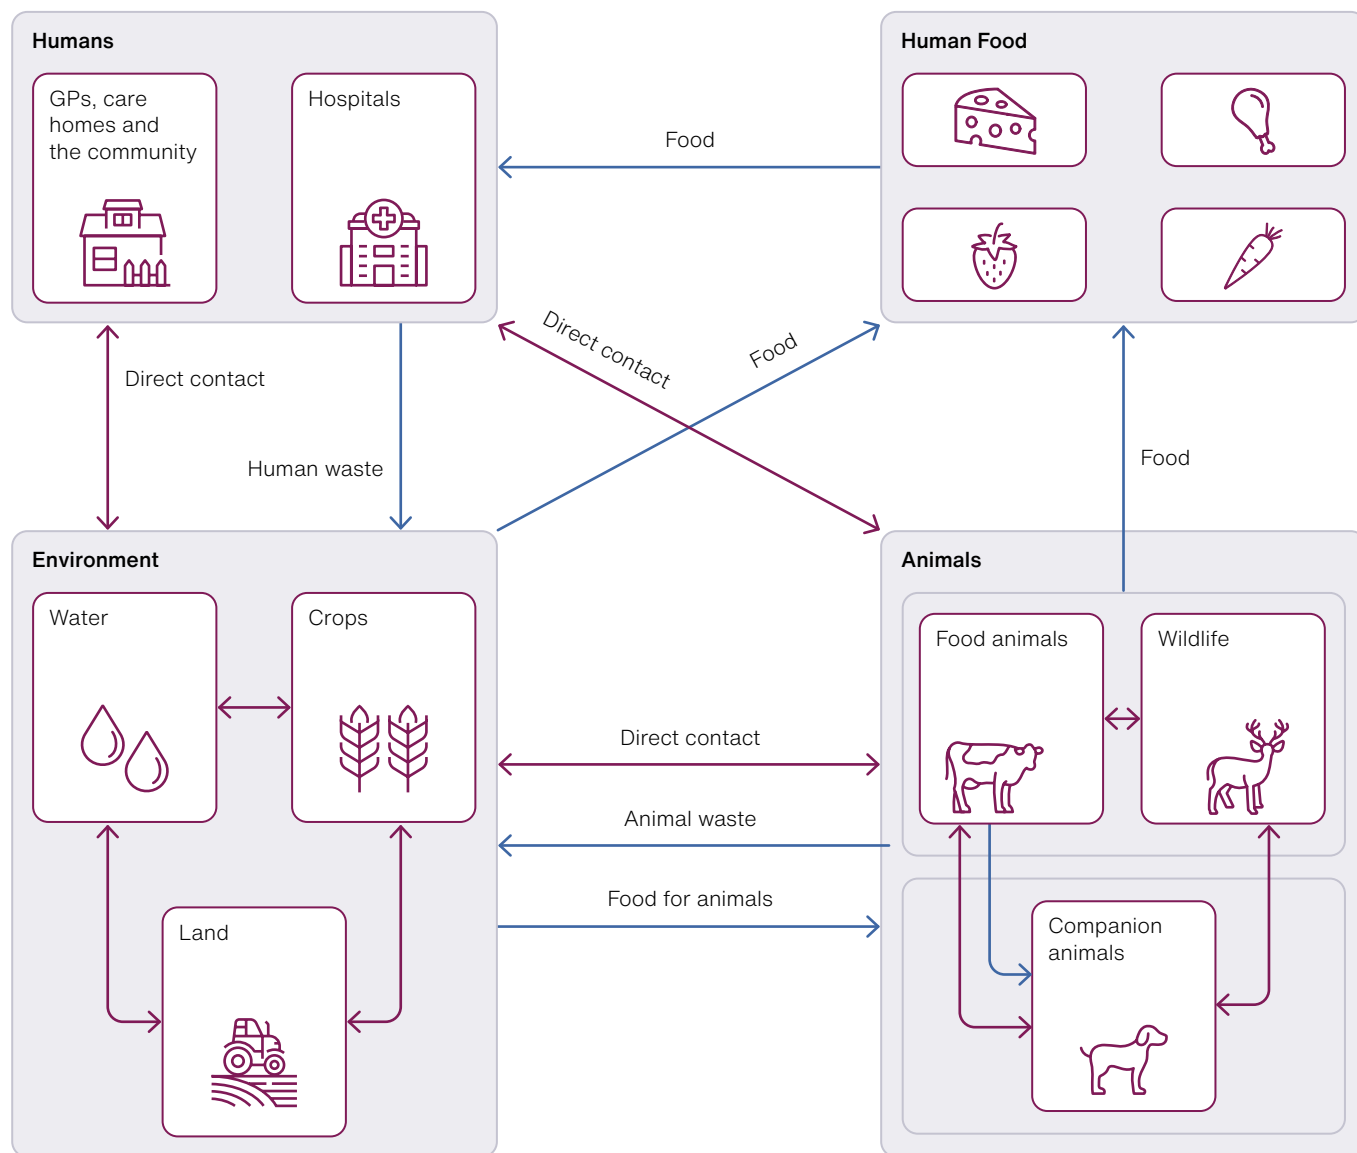 Humans
GPs, care
homes and
the community
Hospitals
Food
Human Food
Direct contact
Human waste
Direct contact
Food
Food
Environment
Water
Crops
Land
Direct contact
Animal waste
Food for animals
Animals
Food animals
Wildlife
Companion
animals